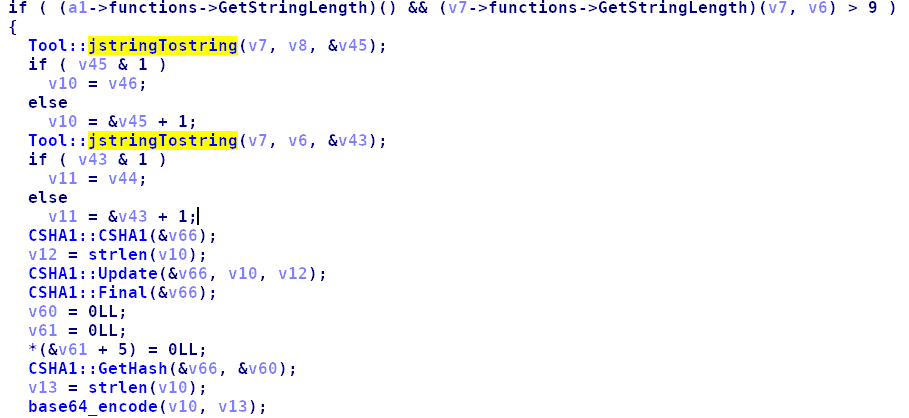 if ( (a1->functions->GetStringLength)() && (v7->functions->GetStringLength)(v7, v6) > 9 )
{
Tool::jstringTostring(v7, v8, &v45);
if ( v45 & 1 )
v10 = v46;
else
v10 = &v45 + 1;
Tool::jstringTostring(v7, v6, &v43);
if ( v43 & 1 )
v11 = v44;
else
v11 = &v43 + 1;
CSHA1::CSHA1(&v66);
v12 = strlen(v10);
CSHA1::Update(&v66, v10, v12);
CSHA1::Final(&v66);
v60 = 0LL;
v61 = 0LL;
*(&v61 + 5) = 0LL;
CSHA1::GetHash(&v66, &v60);
v13 = strlen(v10);
base64_encode(v10, v13);